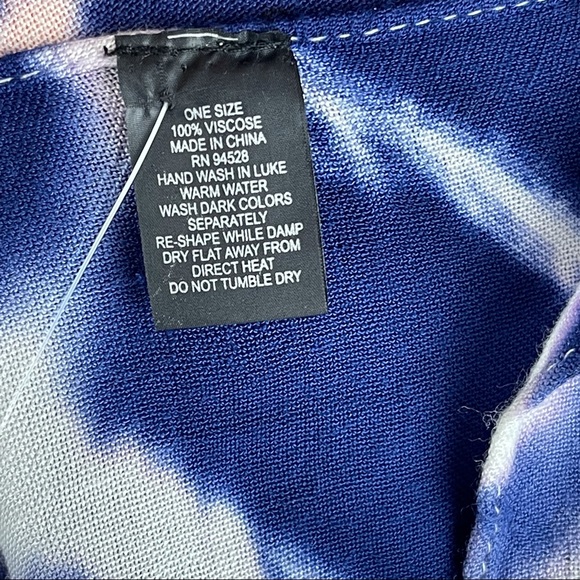 ONE SIZE
100% VISCOSE
MADE IN CHINA
RN 94528
HAND WASH IN LUKE
WARM WATER
WASH DARK COLORS
SEPARATELY
RE-SHAPE WHILE DAMP
DRY FLAT AWAY FROM
DIRECT HEAT
DO NOT TUMBLE DRY